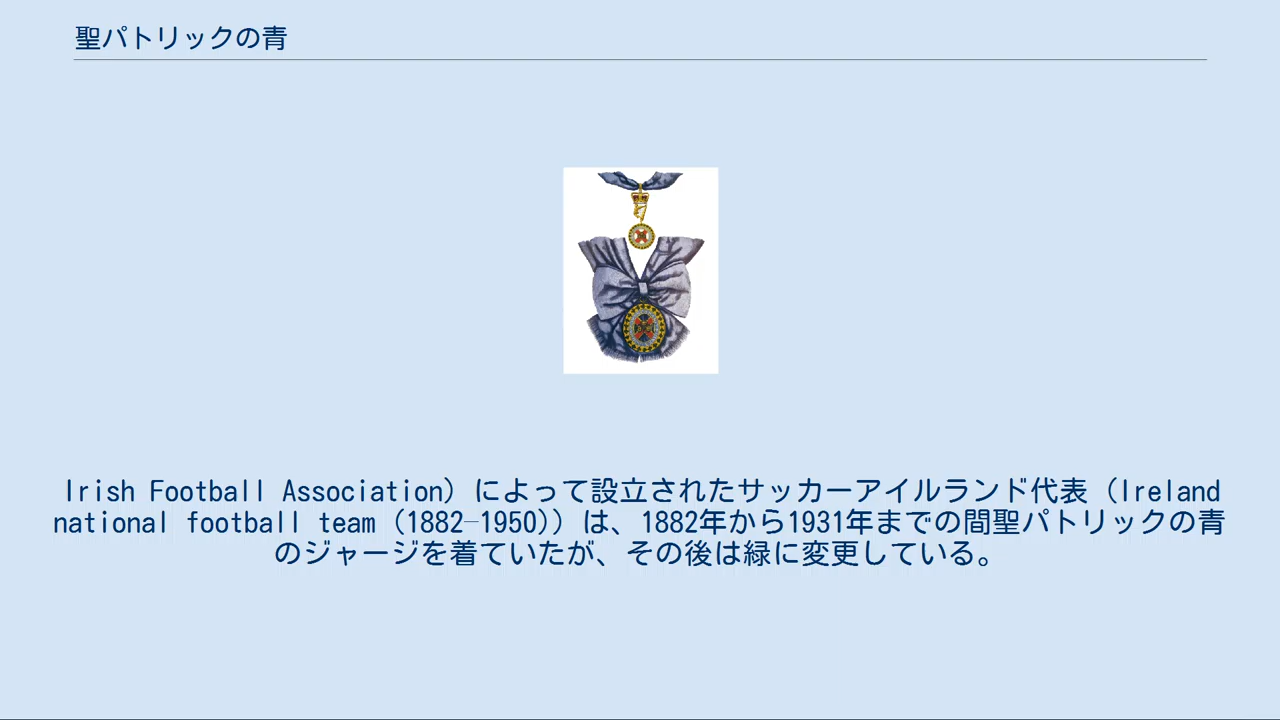 聖パトリックの青
Irish Football Association）によって設立されたサッカーアイルランド代表（Ireland
national football team (1882–1950)）は、1882年から1931年までの間聖パトリックの青
のジャージを着ていたが、その後は緑に変更している。